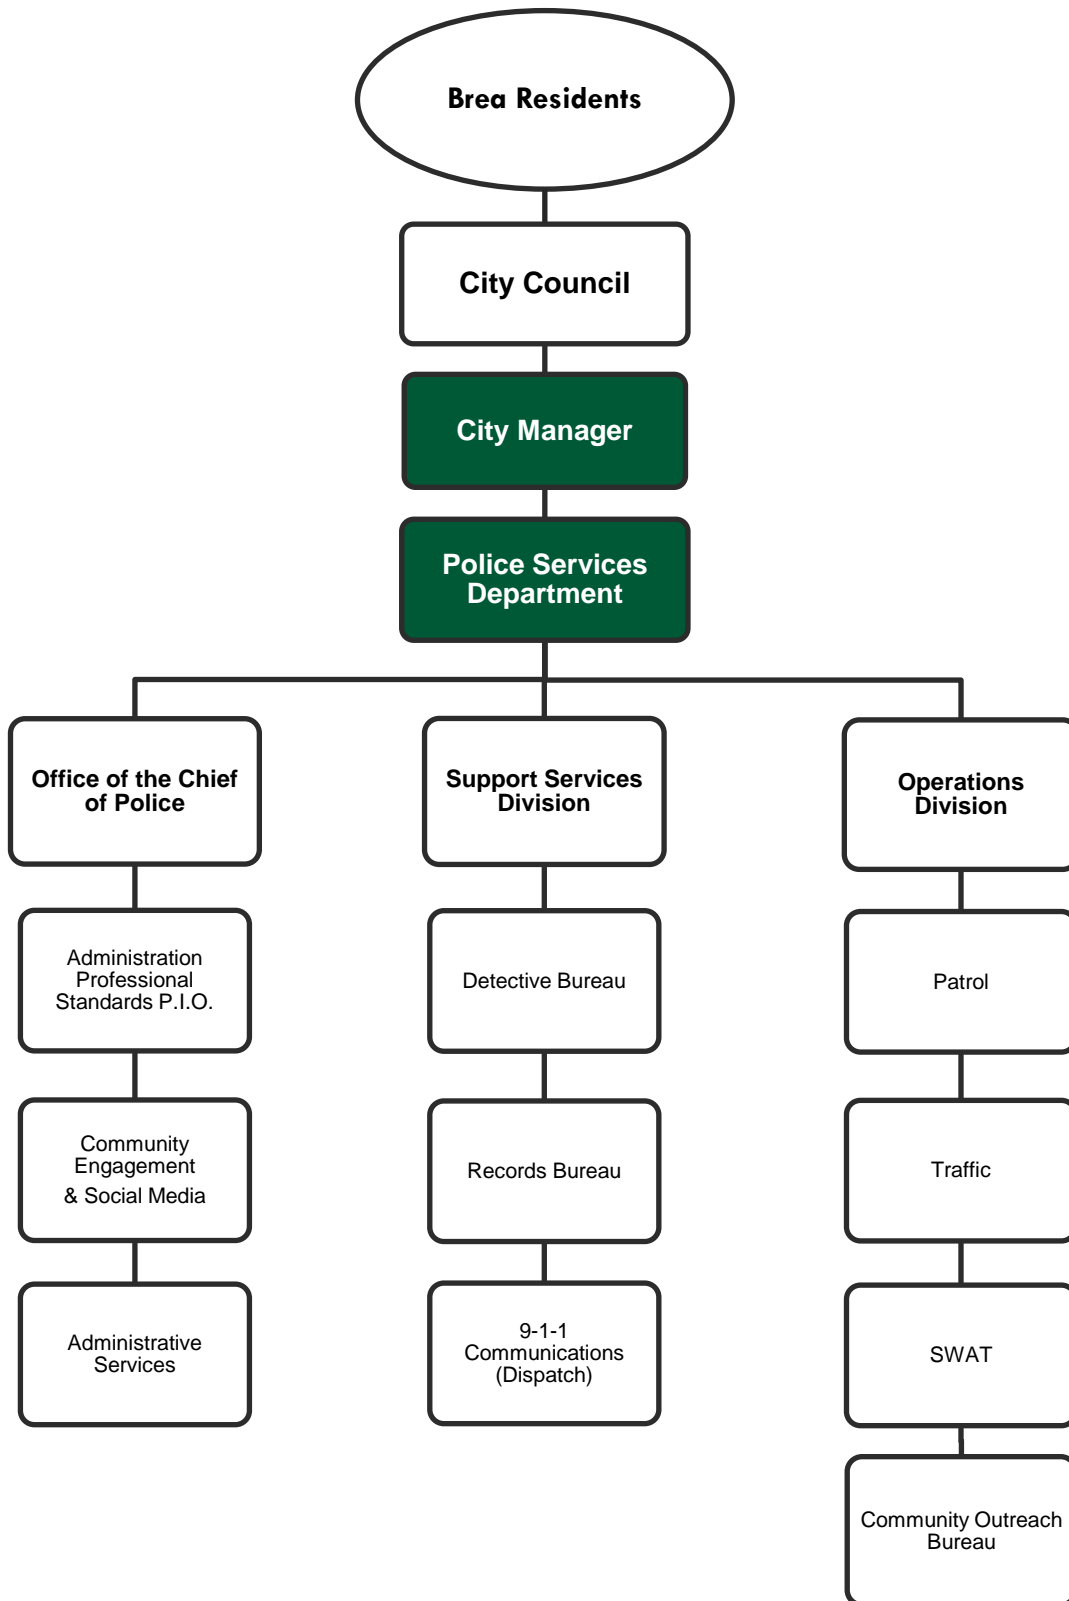 Brea Residents
City Council
City Manager
Police Services
Department
Office of the Chief
of Police
Administration
Professional
Standards P.I.O.
Community
Engagement
& Social Media
Administrative
Services
Support Services
Division
Detective Bureau
Records Bureau
9-1-1
Communications
(Dispatch)
Operations
Division
Patrol
Traffic
SWAT
Community Outreach
Bureau